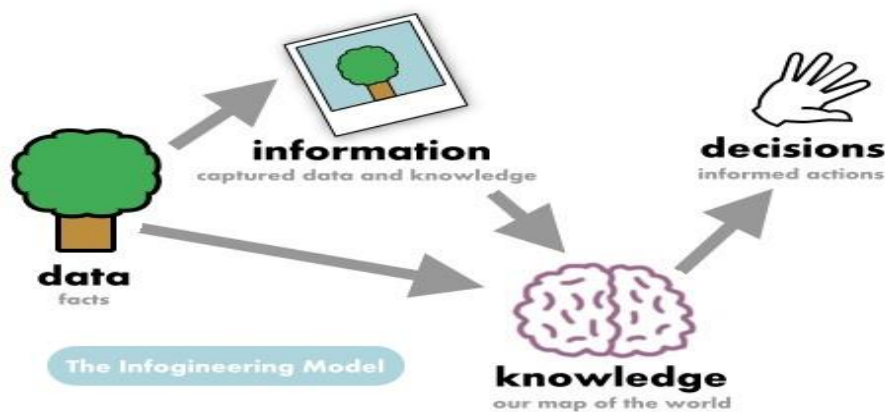 information
captured data and knowledge
decisions
informed actions
data
facts
The Infogineering Model
knowledge
our map of the world